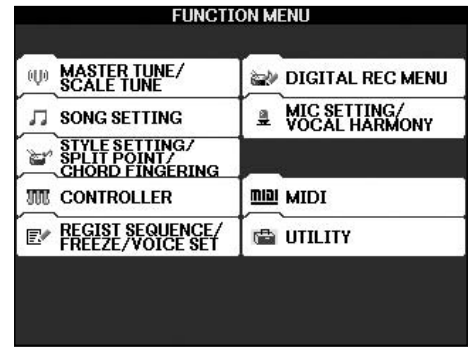 FUNCTION MENU
MASTER TUNE/
SCALE TUNE
SONG SETTING
STYLE SETTING/
SPLIT POINT/
CHORD FINGERING
CONTROLLER
REGIST SEQUENCE/
FREEZE/VOICE SET
DIGITAL REC MENU
MIC SETTING/
VOCAL HARMONY
MIDI MIDI
UTILITY